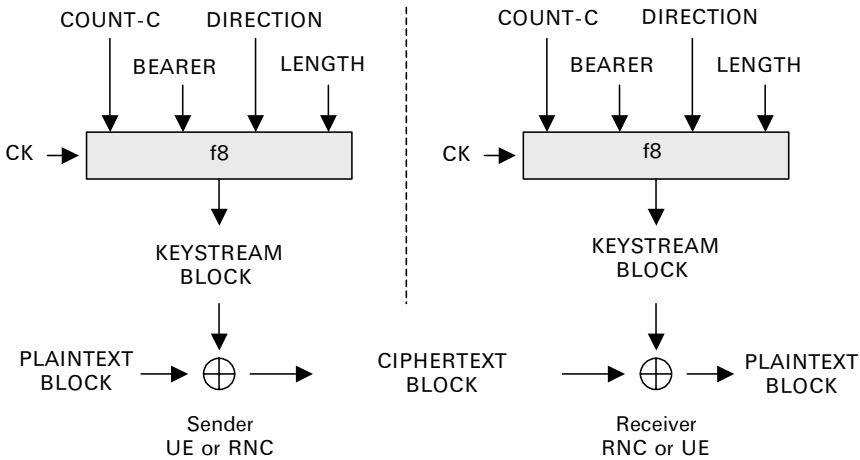 COUNT-C DIRECTION
BEARER LENGTH
CK
f8
KEYSTREAM
BLOCK
PLAINTEXT
BLOCK
Sender
UE or RNC
CIPHERTEXT
BLOCK
COUNT-C DIRECTION
BEARER LENGTH
CK
f8
KEYSTREAM
BLOCK
PLAINTEXT
BLOCK
Receiver
RNC or UE